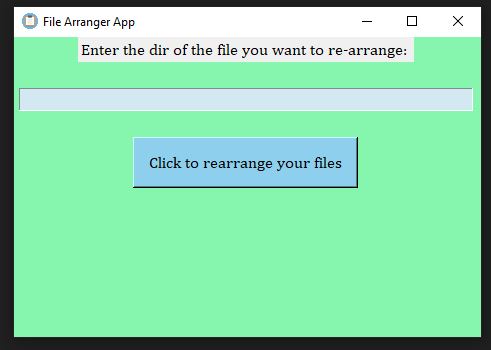 File Arranger App
Enter the dir of the file you want to re-arrange:
Click to rearrange your files